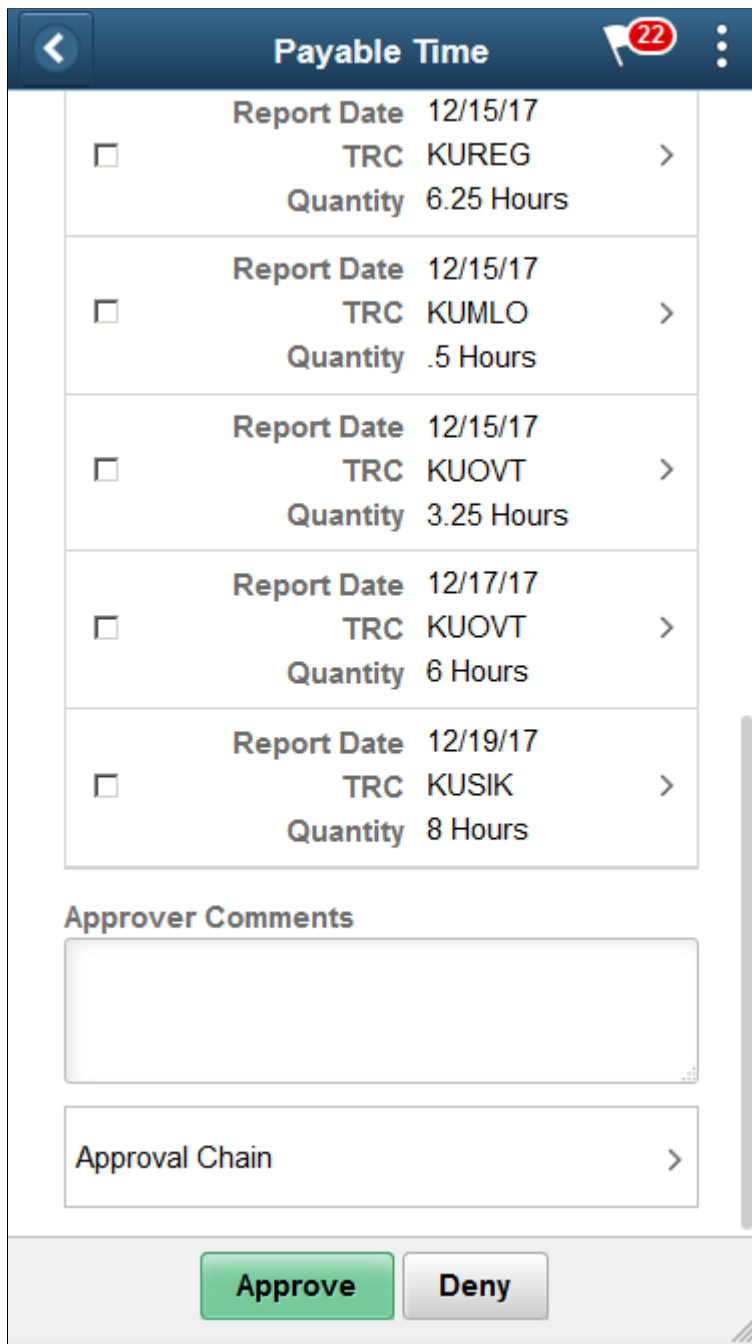 Payable Time 22
Report Date 12/15/17
TRC KUREG
Quantity 6.25 Hours
Report Date 12/15/17
TRC KUMLO
Quantity .5 Hours
Report Date 12/15/17
TRC KUOVT
Quantity 3.25 Hours
Report Date 12/17/17
TRC KUOVT
Quantity 6 Hours
Report Date 12/19/17
TRC KUSIK
Quantity 8 Hours
Approver Comments
Approval Chain
Approve Deny